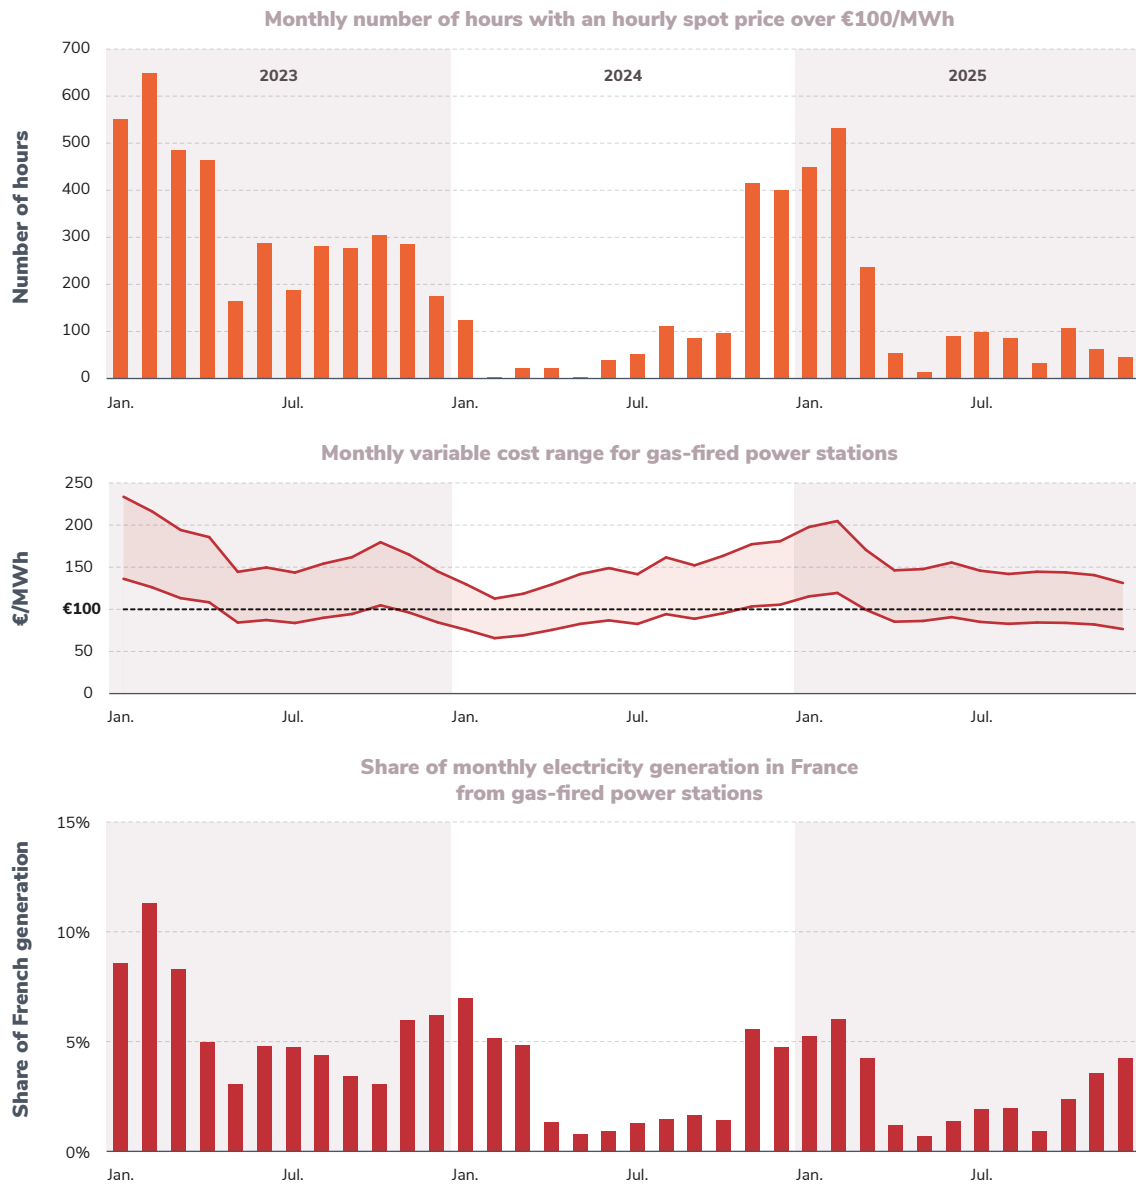 Monthly number of hours with an hourly spot price over €100/MWh
Number of hours
700
600
500
400
300
200
100
0
2023
2024
2025
Jan.
Jul.
Jan.
Jul.
Jan.
Jul.
Monthly variable cost range for gas-fired power stations
€/MWh
250
200
150
€100
50
0
Jan.
Jul.
Jan.
Jul.
Jan.
Jul.
Share of monthly electricity generation in France
from gas-fired power stations
Share of French generation
15%
10%
5%
0%
Jan.
Jul.
Jan.
Jul.
Jan.
Jul.